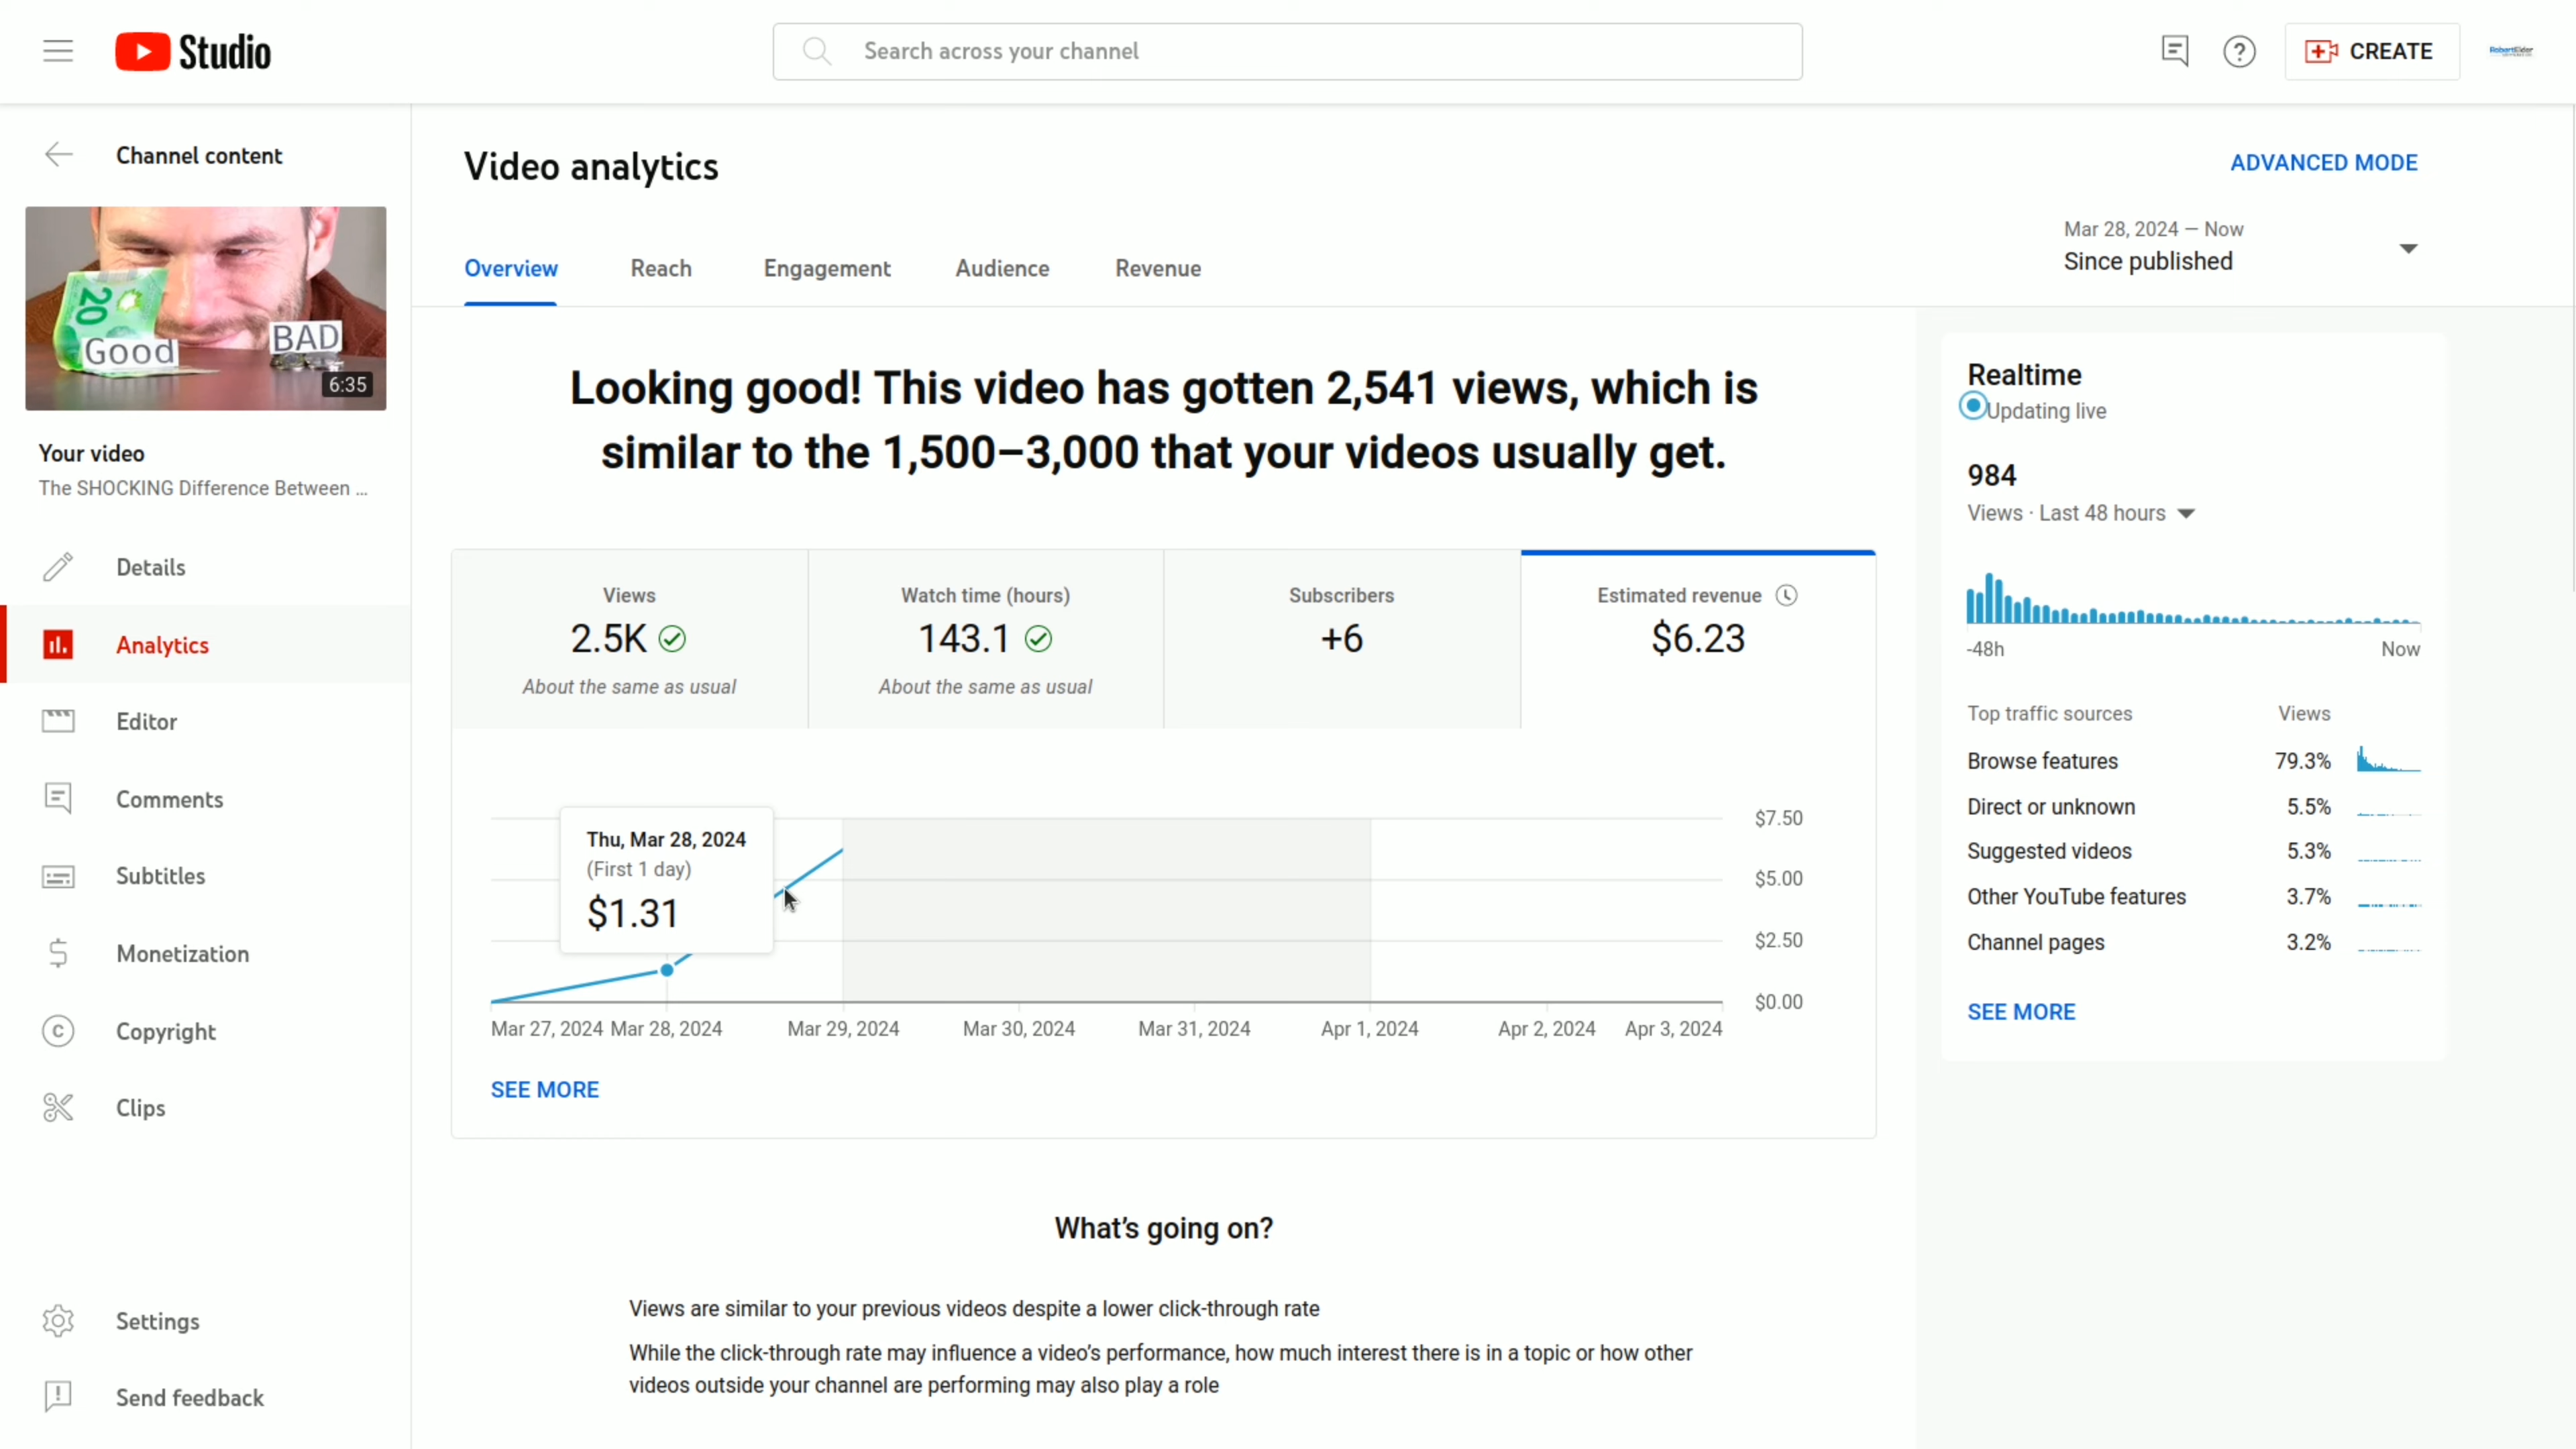 Studio
Search across your channel
CREATE
RobertElder
Channel content
20
Good
BAD
6:35
Your video
The SHOCKING Difference Between ...
Details
Analytics
Editor
Comments
Subtitles
Monetization
Copyright
Clips
Settings
Send feedback
Video analytics
ADVANCED MODE
Overview
Reach
Engagement
Audience
Revenue
Mar 28, 2024 – Now
Since published
Looking good! This video has gotten 2,541 views, which is
similar to the 1,500–3,000 that your videos usually get.
Views
2.5K
About the same as usual
Watch time (hours)
143.1
About the same as usual
Subscribers
+6
Estimated revenue
$6.23
Thu, Mar 28, 2024
(First 1 day)
$1.31
$7.50
$5.00
$2.50
$0.00
Mar 27, 2024
Mar 28, 2024
Mar 29, 2024
Mar 30, 2024
Mar 31, 2024
Apr 1, 2024
Apr 2, 2024
Apr 3, 2024
SEE MORE
What's going on?
Views are similar to your previous videos despite a lower click-through rate
While the click-through rate may influence a video's performance, how much interest there is in a topic or how other
videos outside your channel are performing may also play a role
Realtime
Updating live
984
Views · Last 48 hours
-48h
Now
Top traffic sources
Views
Browse features
79.3%
Direct or unknown
5.5%
Suggested videos
5.3%
Other YouTube features
3.7%
Channel pages
3.2%
SEE MORE